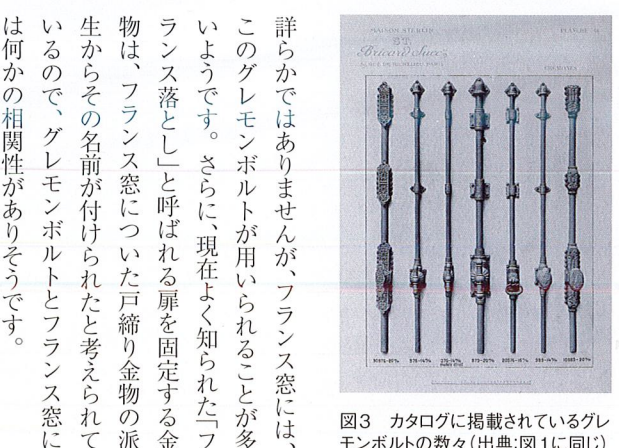 MAISON STERLIN
PLANCHE
ST
Bricard Succr
詳らかではありませんが、フランス窓には、
このグレモンボルトが用いられることが多
いようです。さらに、現在よく知られた「フ
ランス落とし」と呼ばれる扉を固定する金
物は、フランス窓についた戸締り金物の派
生からその名前が付けられたと考えられて
いるので、グレモンボルトとフランス窓に
は何かの相関性がありそうです。
図3　カタログに掲載されているグレ
モンボルトの数々（出典：図1に同じ）